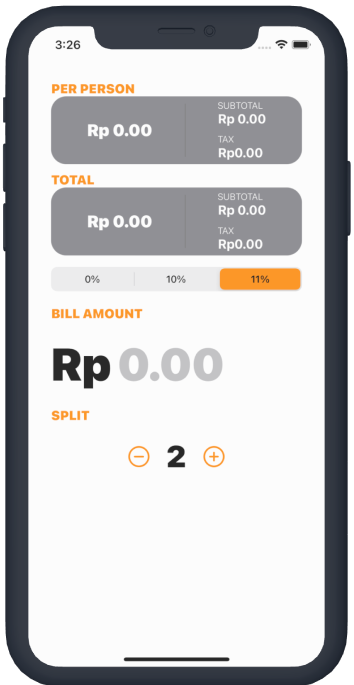 3:26
PER PERSON
Rp 0.00
SUBTOTAL
Rp 0.00
TAX
Rp0.00
TOTAL
Rp 0.00
SUBTOTAL
Rp 0.00
TAX
Rp0.00
0% 10% 11%
BILL AMOUNT
Rp 0.00
SPLIT
2